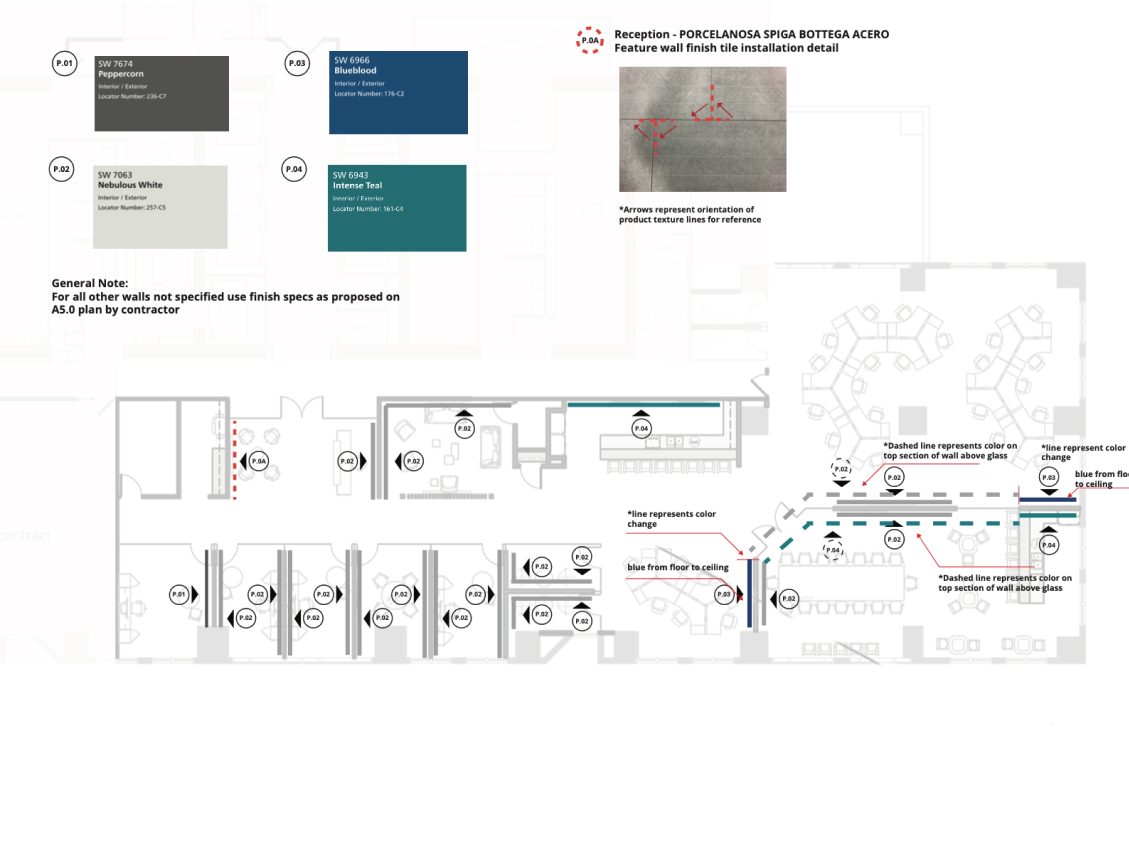 P.0A
Reception - PORCELANOSA SPIGA BOTTEGA ACERO
Feature wall finish tile installation detail
P.01
SW 7674
Peppercorn
Interior / Exterior
Locator Number: 236-C7
P.03
SW 6966
Blueblood
Interior / Exterior
Locator Number: 176-C2
P.02
SW 7063
Nebulous White
Interior / Exterior
Locator Number: 257-C5
P.04
SW 6943
Intense Teal
Interior / Exterior
Locator Number: 161-C4
*Arrows represent orientation of
product texture lines for reference
General Note:
For all other walls not specified use finish specs as proposed on
A5.0 plan by contractor
P.02
P.04
P.0A
P.02
P.02
*Dashed line represents color on
top section of wall above glass
*line represent color
change
P.02
P.02
P.03
blue from floo
to ceiling
contract
*line represents color
change
P.04
P.02
P.04
blue from floor to ceiling
*Dashed line represents color on
top section of wall above glass
P.03
P.02
P.01
P.02
P.02
P.02
P.02
P.02
P.02
P.02
P.02
P.02
P.02
P.02
P.02